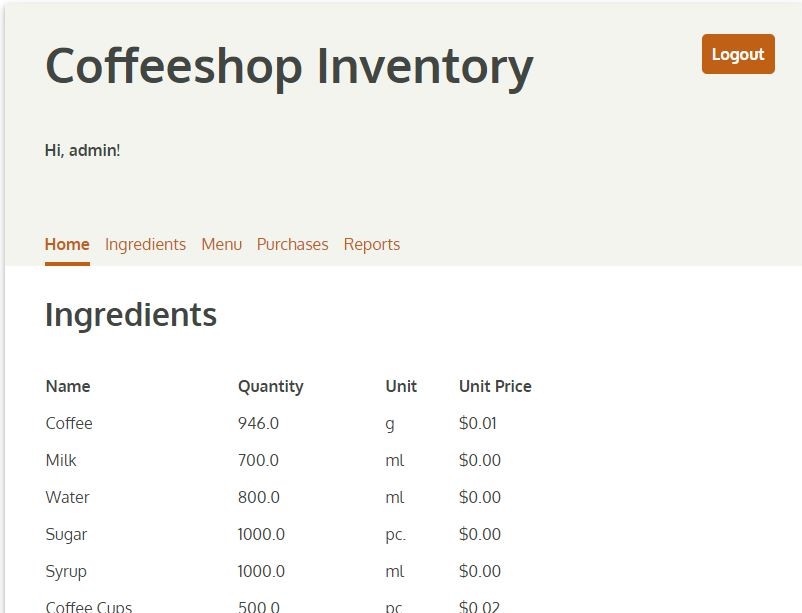 Coffeeshop Inventory
Logout
Hi, admin!
Home Ingredients Menu Purchases Reports
Ingredients
Name Quantity Unit Unit Price
Coffee 946.0 g $0.01
Milk 700.0 ml $0.00
Water 800.0 ml $0.00
Sugar 1000.0 pc. $0.00
Syrup 1000.0 ml $0.00
Coffee Cups 500.0 pc $0.02